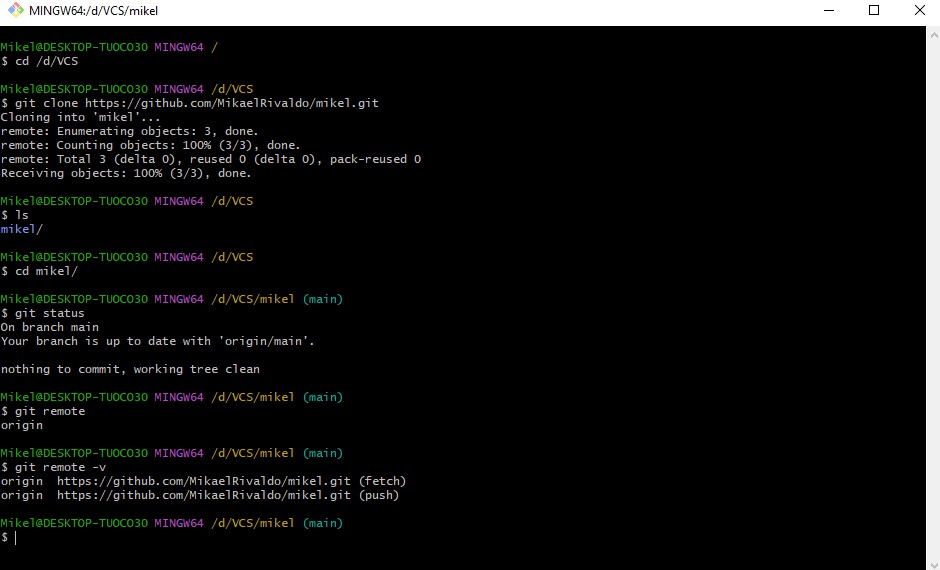 MINGW64:/d/VCS/mikel
Mikel@DESKTOP-TUOCO30 MINGW64 /
$ cd /d/VCS
Mikel@DESKTOP-TUOCO30 MINGW64 /d/VCS
$ git clone https://github.com/MikaelRivaldo/mikel.git
Cloning into 'mikel'...
remote: Enumerating objects: 3, done.
remote: Counting objects: 100% (3/3), done.
remote: Total 3 (delta 0), reused 0 (delta 0), pack-reused 0
Receiving objects: 100% (3/3), done.
Mikel@DESKTOP-TUOCO30 MINGW64 /d/VCS
$ ls
mikel/
Mikel@DESKTOP-TUOCO30 MINGW64 /d/VCS
$ cd mikel/
Mikel@DESKTOP-TUOCO30 MINGW64 /d/VCS/mikel (main)
$ git status
On branch main
Your branch is up to date with 'origin/main'.
nothing to commit, working tree clean
Mikel@DESKTOP-TUOCO30 MINGW64 /d/VCS/mikel (main)
$ git remote
origin
Mikel@DESKTOP-TUOCO30 MINGW64 /d/VCS/mikel (main)
$ git remote -v
origin  https://github.com/MikaelRivaldo/mikel.git (fetch)
origin  https://github.com/MikaelRivaldo/mikel.git (push)
Mikel@DESKTOP-TUOCO30 MINGW64 /d/VCS/mikel (main)
$